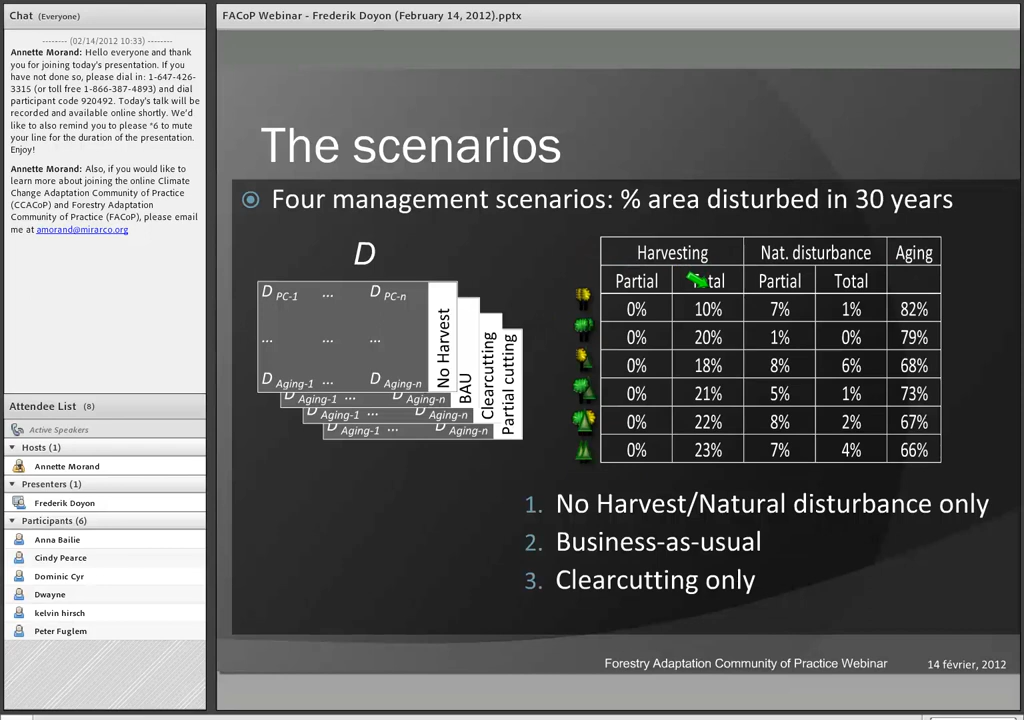 Chat (Everyone)
-------- (02/14/2012 10:33) --------
Annette Morand: Hello everyone and thank
you for joining today's presentation. If you
have not done so, please dial in: 1-647-426-
3315 (or toll free 1-866-387-4893) and dial
participant code 920492. Today's talk will be
recorded and available online shortly. We'd
like to also remind you to please *6 to mute
your line for the duration of the presentation.
Enjoy!
Annette Morand: Also, if you would like to
learn more about joining the online Climate
Change Adaptation Community of Practice
(CCACoP) and Forestry Adaptation
Community of Practice (FACoP), please email
me at amorand@mirarco.org
Attendee List (8)
Active Speakers
Hosts (1)
Annette Morand
Presenters (1)
Frederik Doyon
Participants (6)
Anna Bailie
Cindy Pearce
Dominic Cyr
Dwayne
kelvin hirsch
Peter Fuglem
FACoP Webinar - Frederik Doyon (February 14, 2012).pptx
The scenarios
Four management scenarios: % area disturbed in 30 years
D
D PC-1 ... D PC-n
... ...
D Aging-1 ... D Aging-n
D Aging-1 ... D Aging-n
D Aging-1 ... D Aging-n
D Aging-1 ... D Aging-n
No Harvest
BAU
Clearcutting
Partial cutting
Harvesting Nat. disturbance Aging
Partial Total Partial Total
0% 10% 7% 1% 82%
0% 20% 1% 0% 79%
0% 18% 8% 6% 68%
0% 21% 5% 1% 73%
0% 22% 8% 2% 67%
0% 23% 7% 4% 66%
1. No Harvest/Natural disturbance only
2. Business-as-usual
3. Clearcutting only
Forestry Adaptation Community of Practice Webinar 14 février, 2012